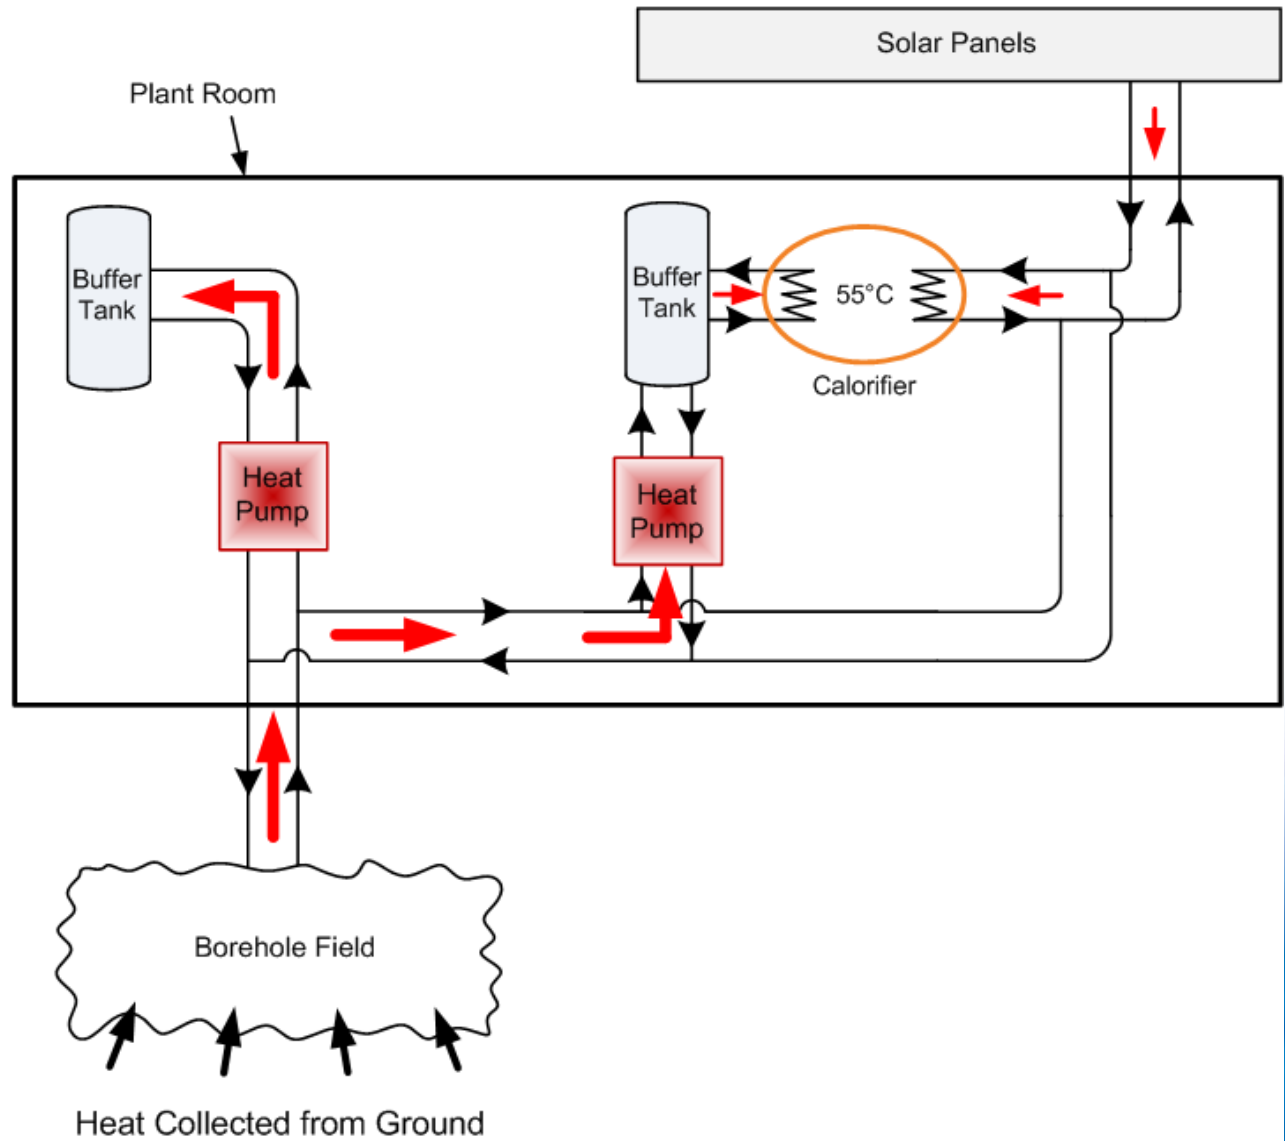 Solar Panels
Plant Room
Buffer
Tank
Buffer
Tank
55°C
Calorifier
Heat
Pump
Heat
Pump
Borehole Field
Heat Collected from Ground